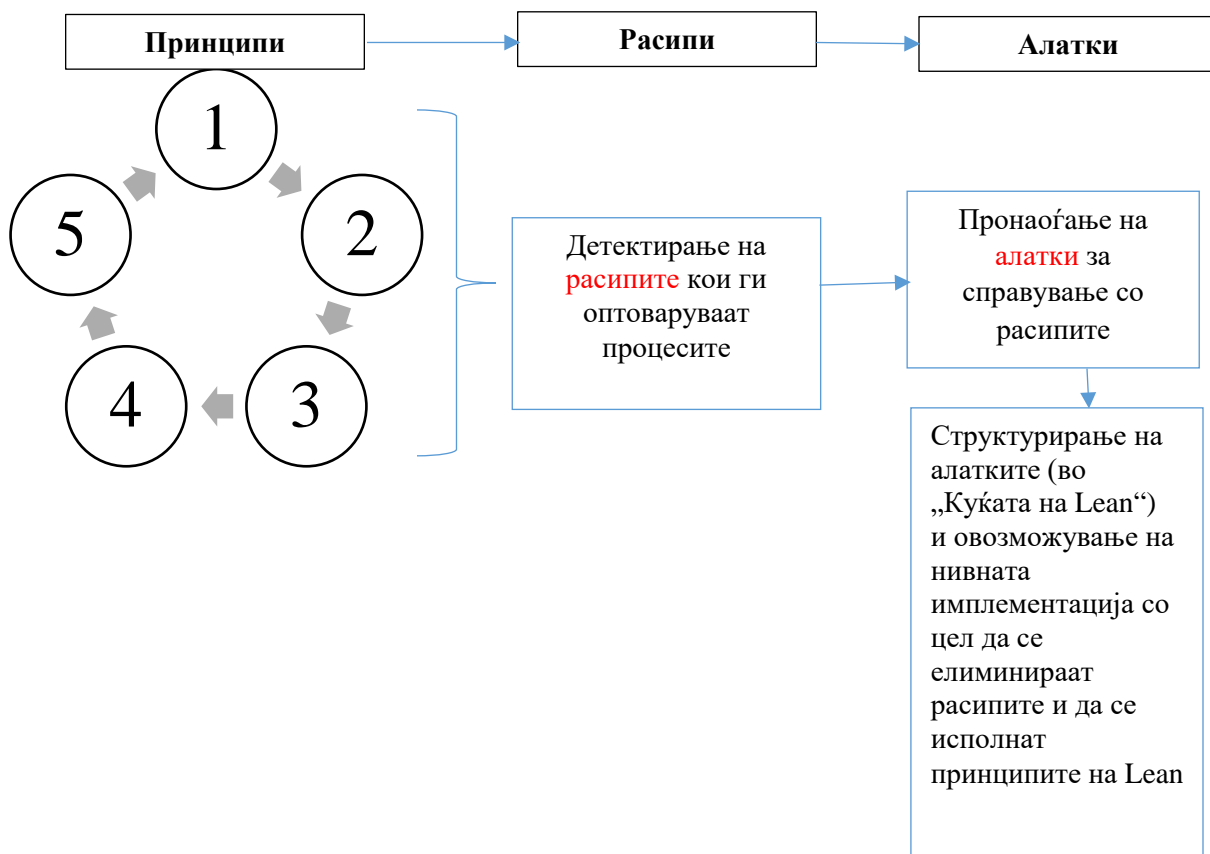 Принципи
Расипи
Алатки
1
2
3
4
5
Детектирање на
расипите кои ги
оптоваруваат
процесите
Пронаоѓање на
алатки за
справување со
расипите
Структурирање на
алатките (во
„Куќата на Lean“)
и овозможување на
нивната
имплементација со
цел да се
елиминираат
расипите и да се
исполнат
принципите на Lean